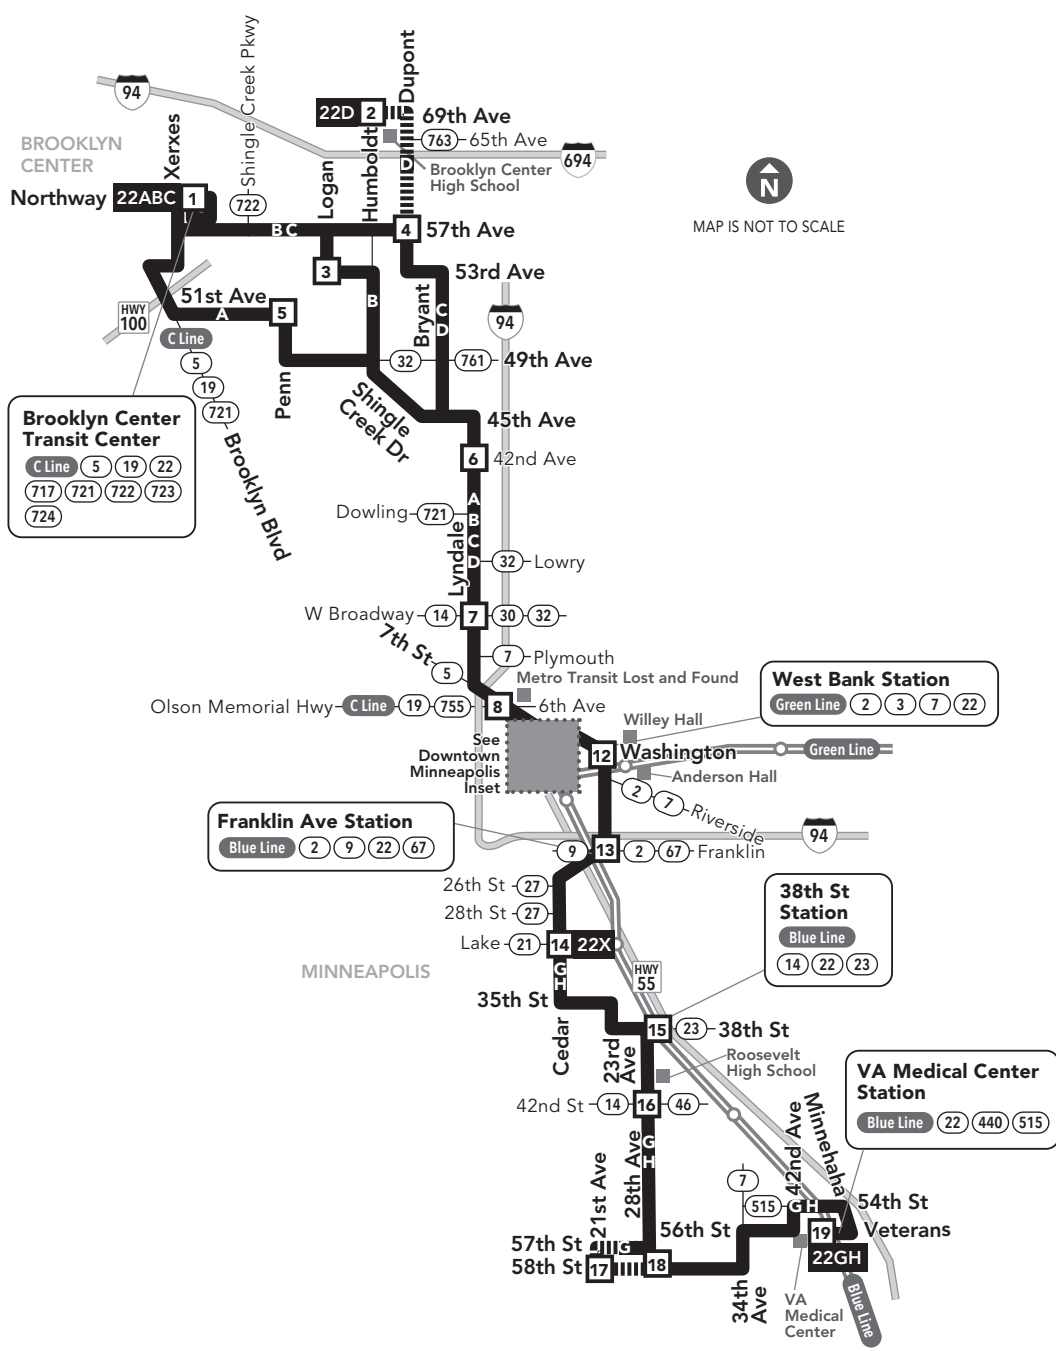 Shingle Creek Pkwy
Dupont
94
22D 2
69th Ave
763 65th Ave
694
BROOKLYN
CENTER
Xerxes
Logan
Humboldt
D
Brooklyn Center
High School
N
MAP IS NOT TO SCALE
Northway 22ABC 1
722
B C
4 57th Ave
3
53rd Ave
51st Ave
HWY
100
A
5
B
Bryant
C
D
94
C Line
5
19
721
Brooklyn Blvd
Penn
32 761 49th Ave
Shingle
Creek Dr
45th Ave
Brooklyn Center
Transit Center
C Line 5 19 22
717 721 722 723
724
6 42nd Ave
A
B
C
D
Dowling 721
Lyndale
32 Lowry
W Broadway 14 7 30 32
7th St
5
7 Plymouth
Metro Transit Lost and Found
Olson Memorial Hwy C Line 19 755 8 6th Ave
West Bank Station
Green Line 2 3 7 22
Willey Hall
See
Downtown
Minneapolis
Inset
12 Washington
Green Line
Anderson Hall
2 7 Riverside
94
Franklin Ave Station
Blue Line 2 9 22 67
9 13 2 67 Franklin
26th St 27
28th St 27
Lake 21 14 22X
38th St
Station
Blue Line
14 22 23
MINNEAPOLIS
G
H
HWY
55
35th St
Cedar
23rd
Ave
15 23 38th St
Roosevelt
High School
42nd St 14 16 46
VA Medical Center
Station
Blue Line 22 440 515
G
H
28th Ave
21st Ave
42nd Ave
Minnehaha
7
515
G H
54th St
Veterans
56th St
19
22GH
57th St G
58th St 17 18
34th
Ave
VA
Medical
Center
Blue Line